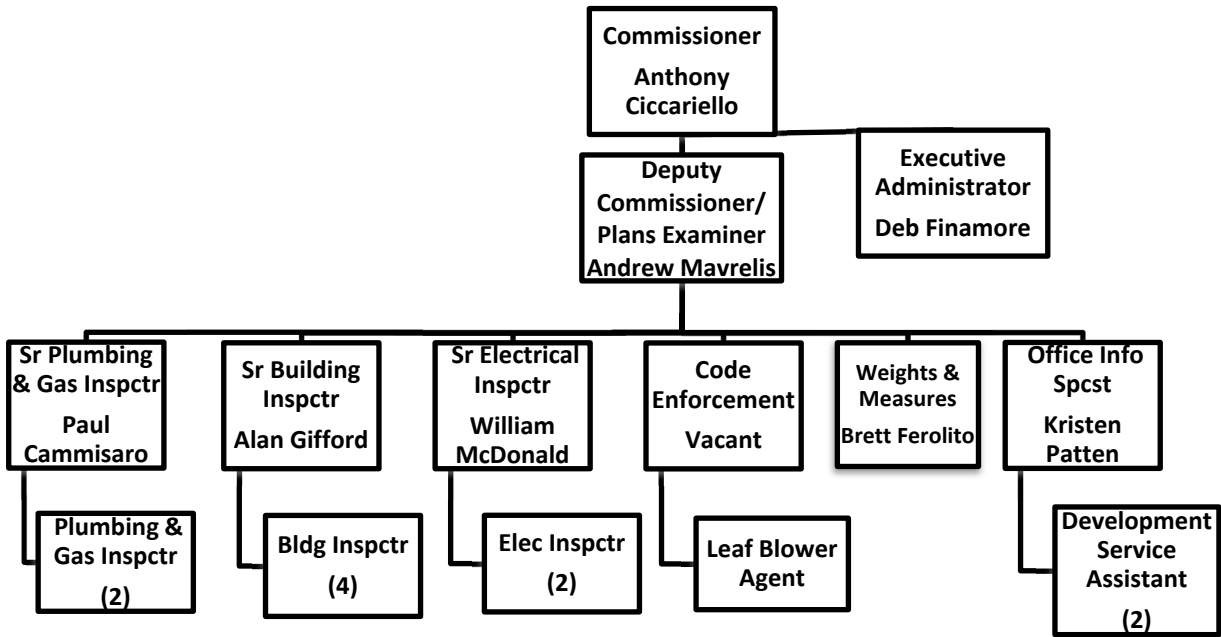 Commissioner
Anthony
Ciccariello
Executive
Administrator
Deb Finamore
Deputy
Commissioner/
Plans Examiner
Andrew Mavrelis
Sr Plumbing
& Gas Inspctr
Paul
Cammisaro
Sr Building
Inspctr
Alan Gifford
Sr Electrical
Inspctr
William
McDonald
Code
Enforcement
Vacant
Weights &
Measures
Brett Ferolito
Office Info
Spcst
Kristen
Patten
Plumbing &
Gas Inspctr
(2)
Bldg Inspctr
(4)
Elec Inspctr
(2)
Leaf Blower
Agent
Development
Service
Assistant
(2)